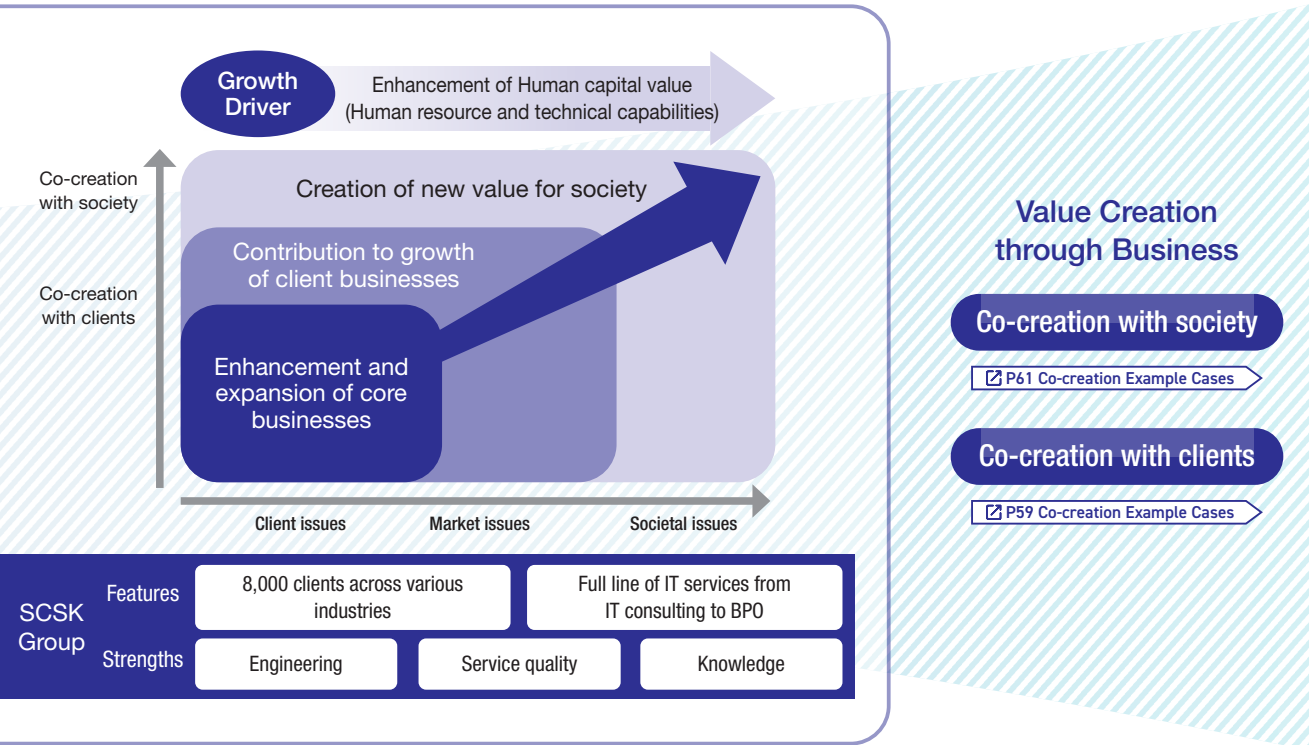 Growth
Driver
Enhancement of Human capital value
(Human resource and technical capabilities)
Co-creation
with society
Co-creation
with clients
Creation of new value for society
Contribution to growth
of client businesses
Enhancement and
expansion of core
businesses
Client issues
Market issues
Societal issues
SCSK
Group
Features
8,000 clients across various
industries
Full line of IT services from
IT consulting to BPO
Strengths
Engineering
Service quality
Knowledge
Value Creation
through Business
Co-creation with society
P61 Co-creation Example Cases
Co-creation with clients
P59 Co-creation Example Cases